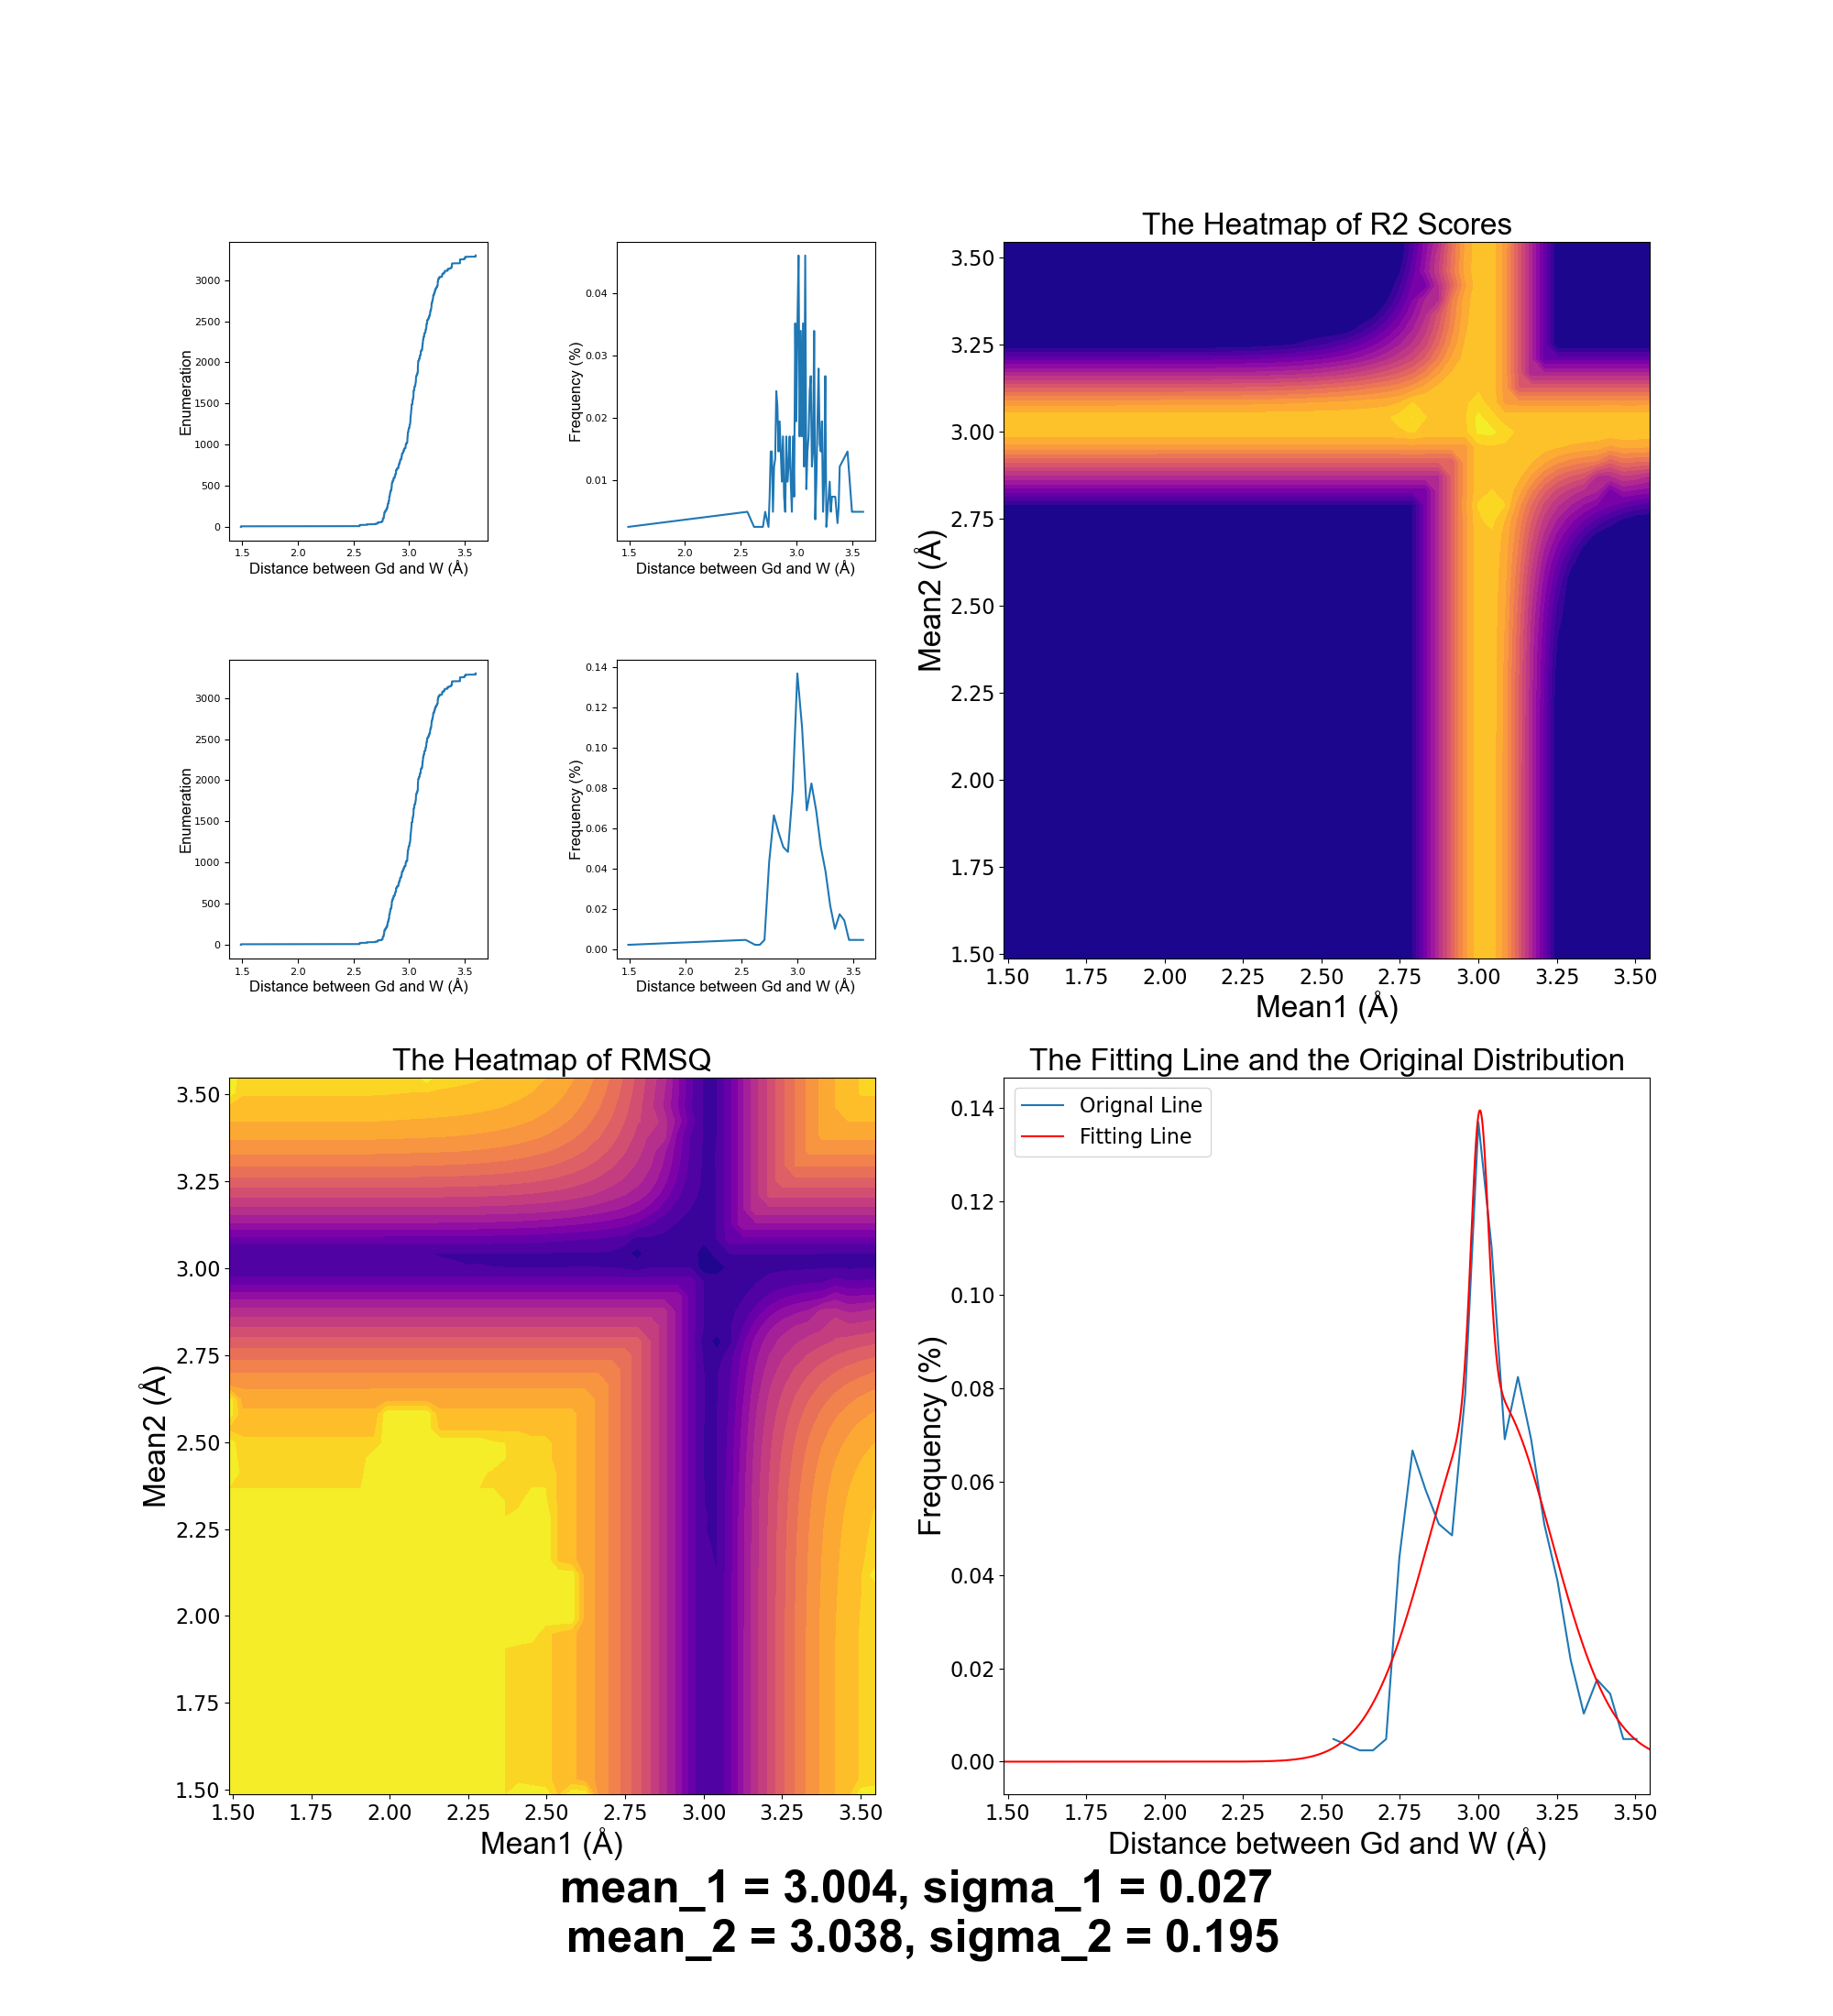 3000
2500
2000
1500
1000
500
0
Enumeration
1.5 2.0 2.5 3.0 3.5
Distance between Gd and W (Å)
0.04
0.03
0.02
0.01
Frequency (%)
1.5 2.0 2.5 3.0 3.5
Distance between Gd and W (Å)
The Heatmap of R2 Scores
3.50
3.25
3.00
2.75
2.50
2.25
2.00
1.75
1.50
Mean2 (Å)
1.50 1.75 2.00 2.25 2.50 2.75 3.00 3.25 3.50
Mean1 (Å)
3000
2500
2000
1500
1000
500
0
Enumeration
1.5 2.0 2.5 3.0 3.5
Distance between Gd and W (Å)
0.14
0.12
0.10
0.08
0.06
0.04
0.02
0.00
Frequency (%)
1.5 2.0 2.5 3.0 3.5
Distance between Gd and W (Å)
The Heatmap of RMSQ
3.50
3.25
3.00
2.75
2.50
2.25
2.00
1.75
1.50
Mean2 (Å)
1.50 1.75 2.00 2.25 2.50 2.75 3.00 3.25 3.50
Mean1 (Å)
The Fitting Line and the Original Distribution
Orignal Line
Fitting Line
0.14
0.12
0.10
0.08
0.06
0.04
0.02
0.00
Frequency (%)
1.50 1.75 2.00 2.25 2.50 2.75 3.00 3.25 3.50
Distance between Gd and W (Å)
mean_1 = 3.004, sigma_1 = 0.027
mean_2 = 3.038, sigma_2 = 0.195